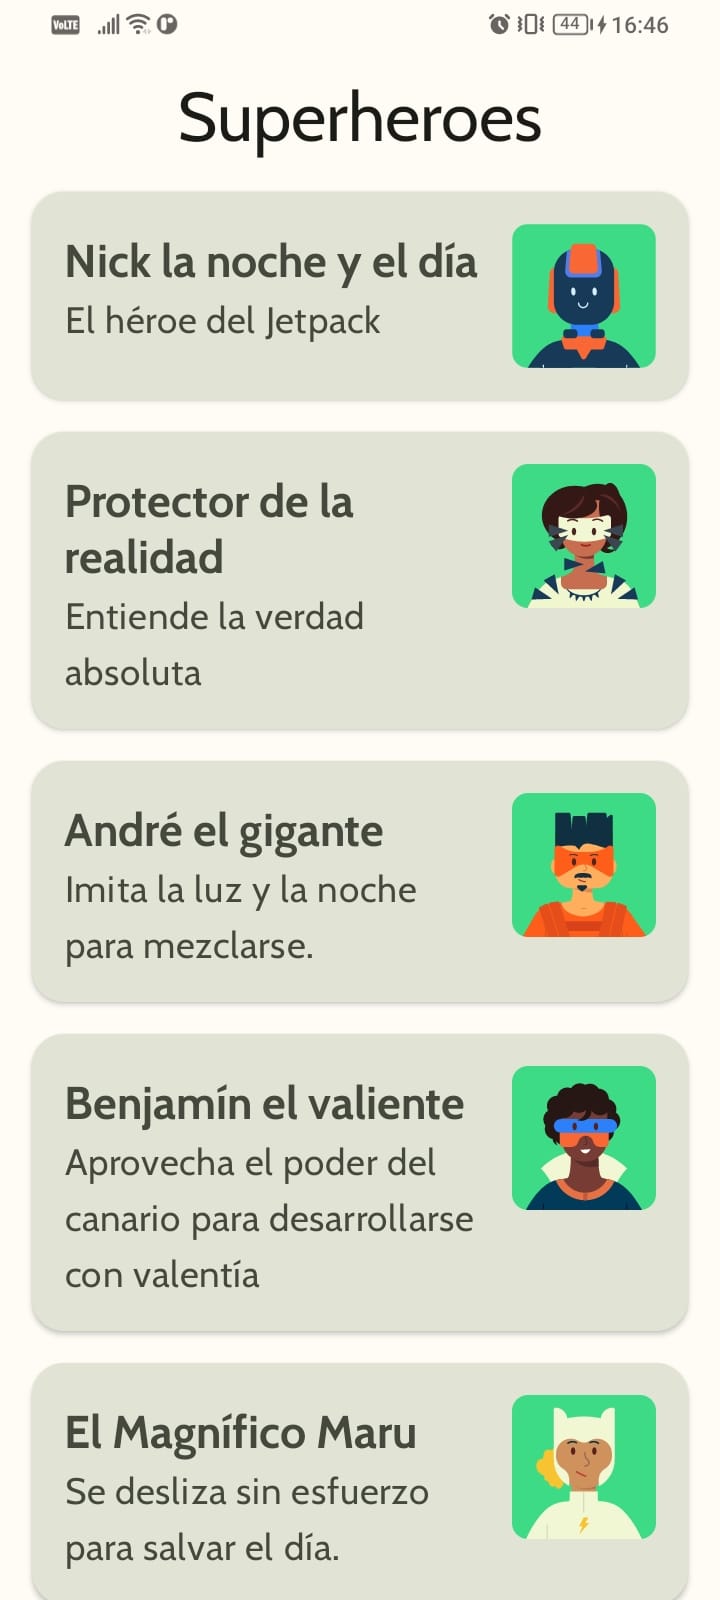 VoLTE 44 16:46
Superheroes
Nick la noche y el día
El héroe del Jetpack
Protector de la
realidad
Entiende la verdad
absoluta
André el gigante
Imita la luz y la noche
para mezclarse.
Benjamín el valiente
Aprovecha el poder del
canario para desarrollarse
con valentía
El Magnífico Maru
Se desliza sin esfuerzo
para salvar el día.